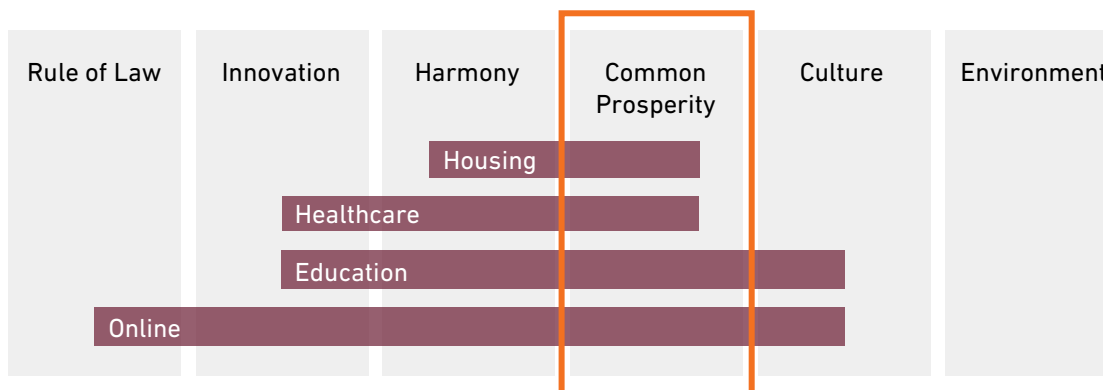 Rule of Law
Innovation
Harmony
Common
Prosperity
Culture
Environment
Housing
Healthcare
Education
Online